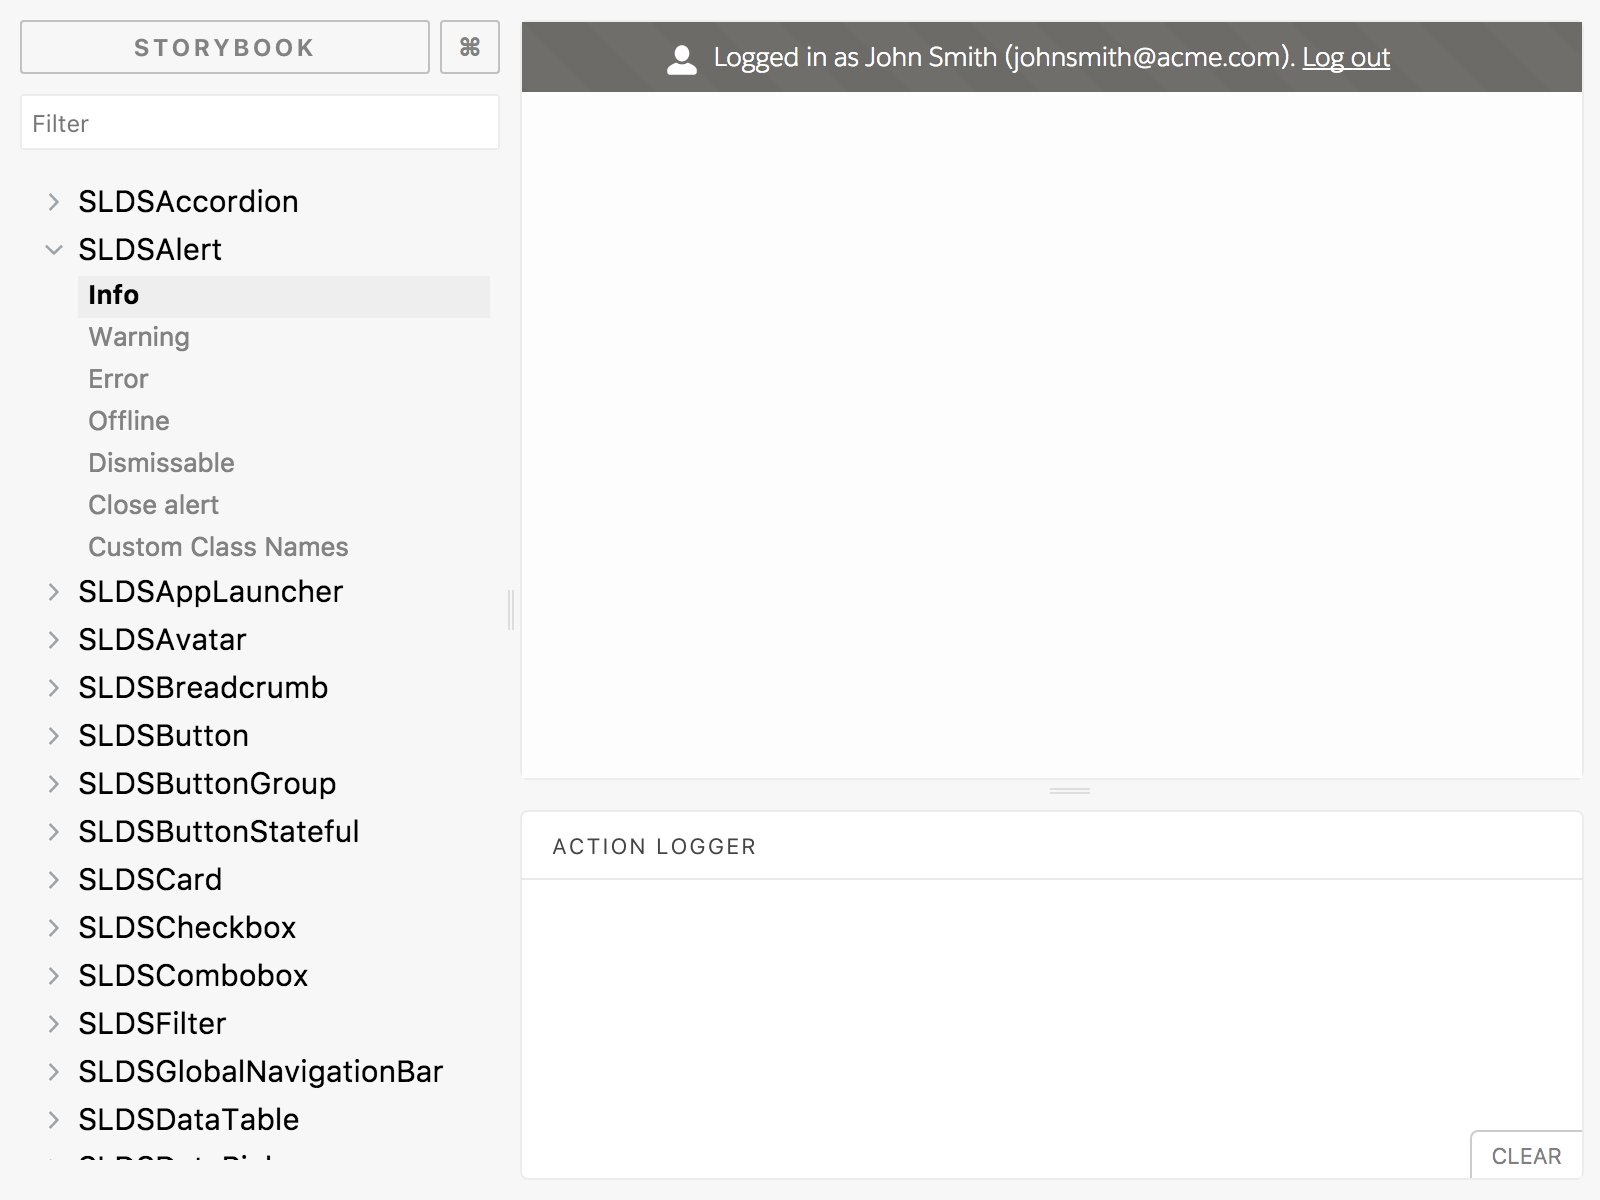 STORYBOOK
⌘
Filter
SLDSAccordion
SLDSAlert
Info
Warning
Error
Offline
Dismissable
Close alert
Custom Class Names
SLDSAppLauncher
SLDSAvatar
SLDSBreadcrumb
SLDSButton
SLDSButtonGroup
SLDSButtonStateful
SLDSCard
SLDSCheckbox
SLDSCombobox
SLDSFilter
SLDSGlobalNavigationBar
SLDSDataTable
Logged in as John Smith (johnsmith@acme.com). Log out
ACTION LOGGER
CLEAR